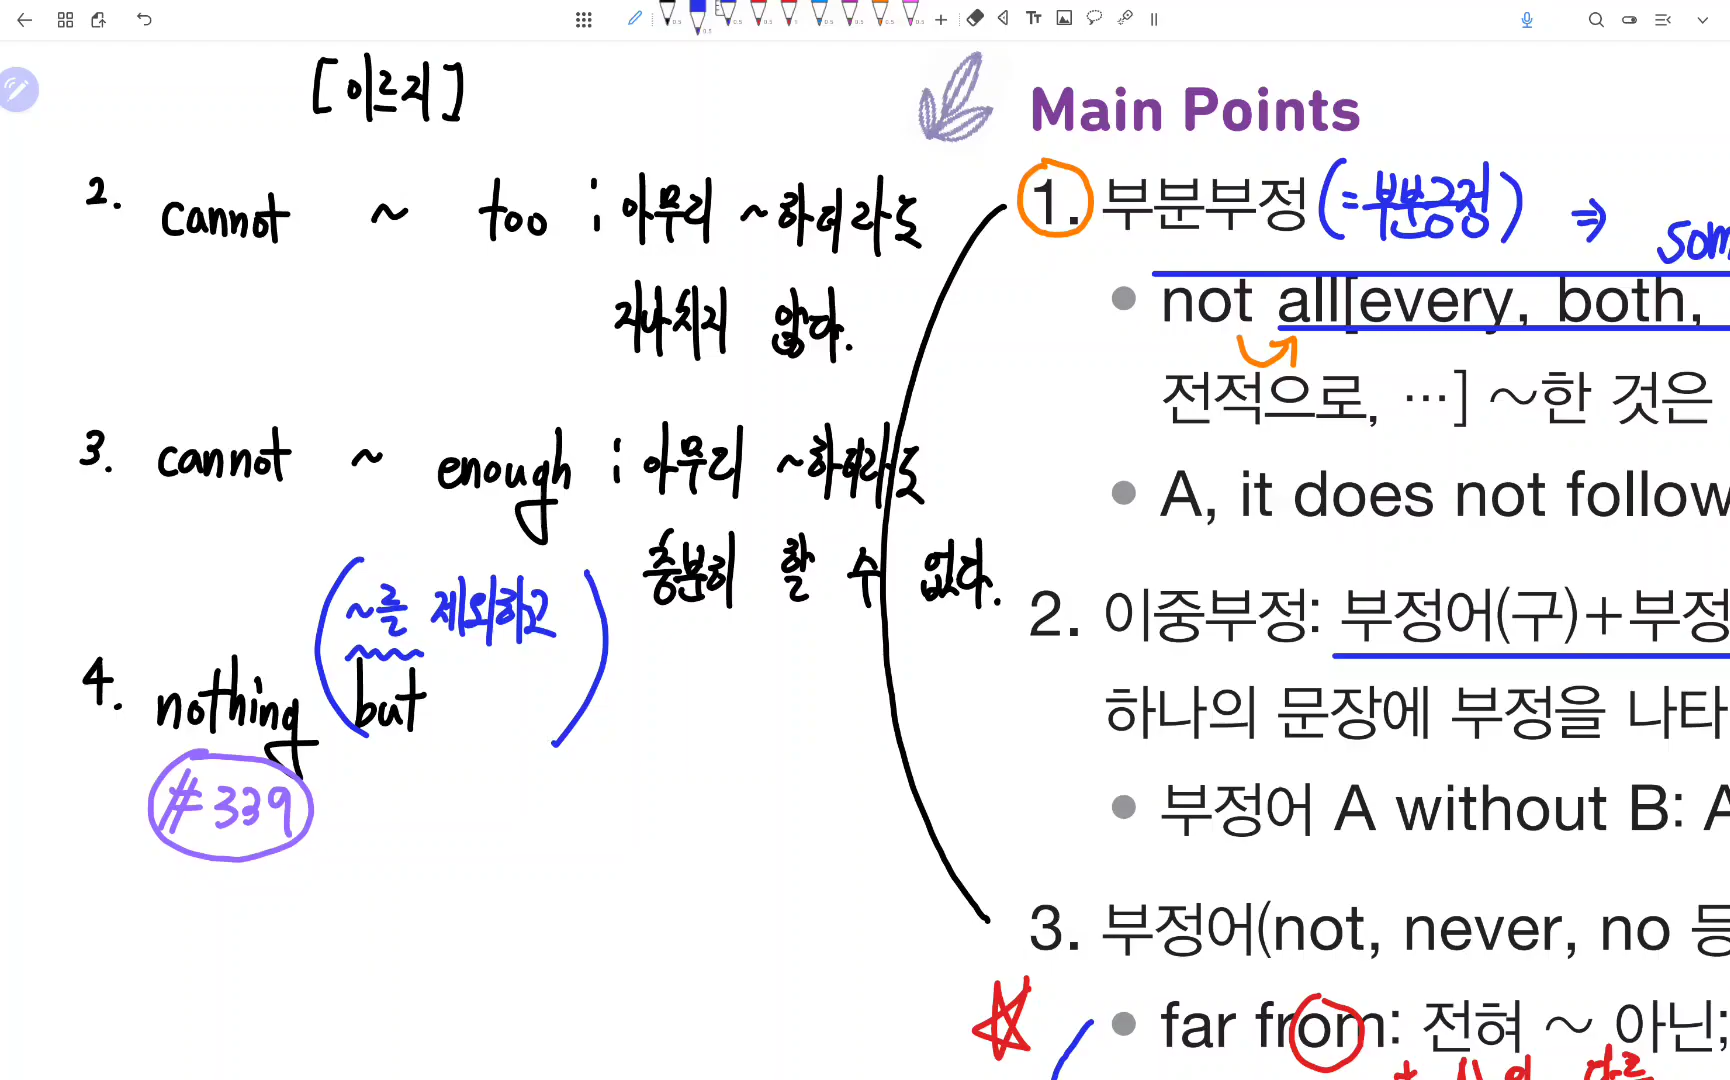 [이르지]
2. cannot ~ too : 아무리 ~하더라도
지나치지 않다.
3. cannot ~ enough : 아무리 ~하더라도
충분히 할 수 없다.
(~를 제외하고)
4. nothing but
#339
Main Points
1. 부분부정(=부분긍정) ⇒ som
not all[every, both,
전적으로, …] ~한 것은
A, it does not follow
2. 이중부정: 부정어(구)+부정
하나의 문장에 부정을 나타
부정어 A without B: A
3. 부정어(not, never, no 등
far from: 전혀 ~ 아닌;